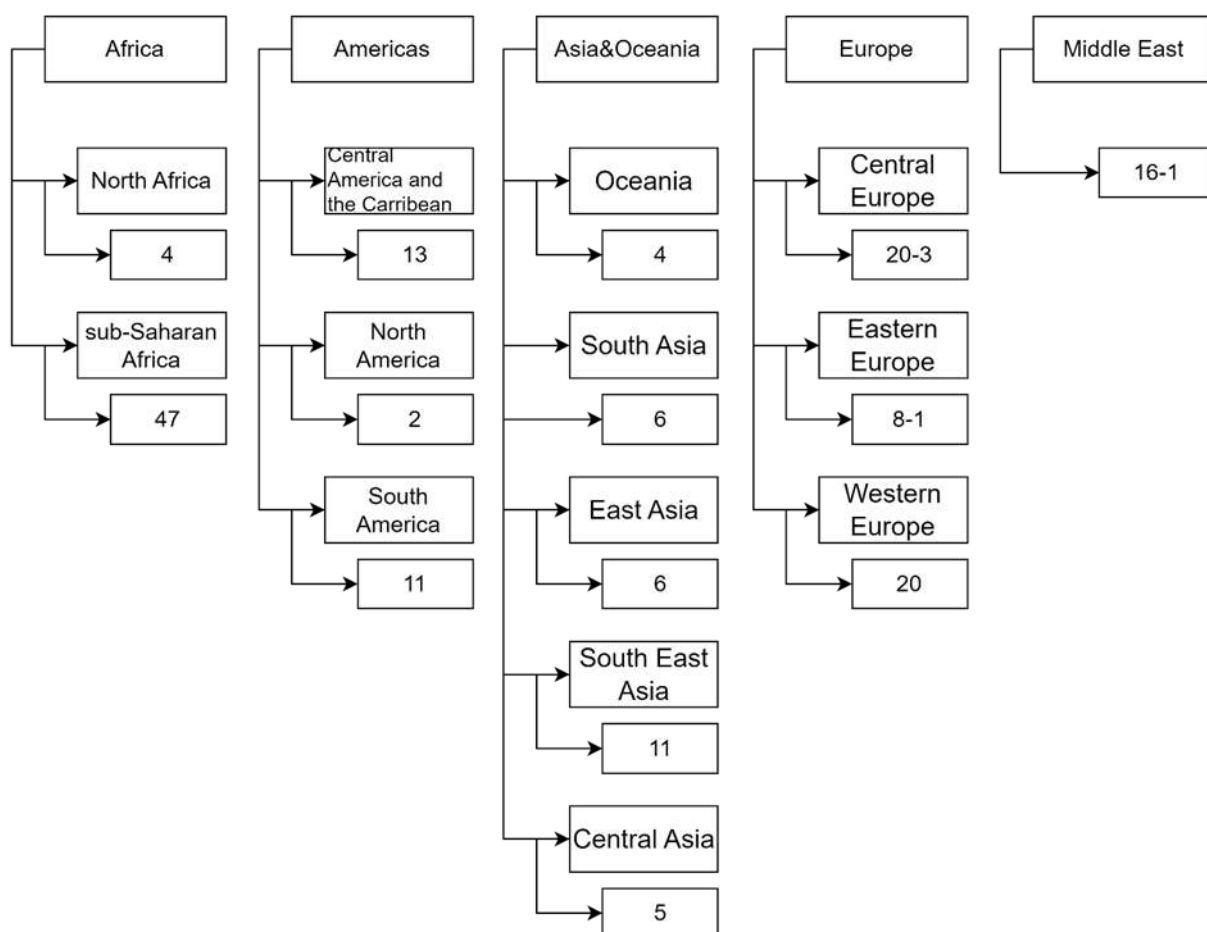 Africa
North Africa
4
sub-Saharan
Africa
47
Americas
Central
America and
the Carribean
13
North
America
2
South
America
11
Asia&Oceania
Oceania
4
South Asia
6
East Asia
6
South East
Asia
11
Central Asia
5
Europe
Central
Europe
20-3
Eastern
Europe
8-1
Western
Europe
20
Middle East
16-1